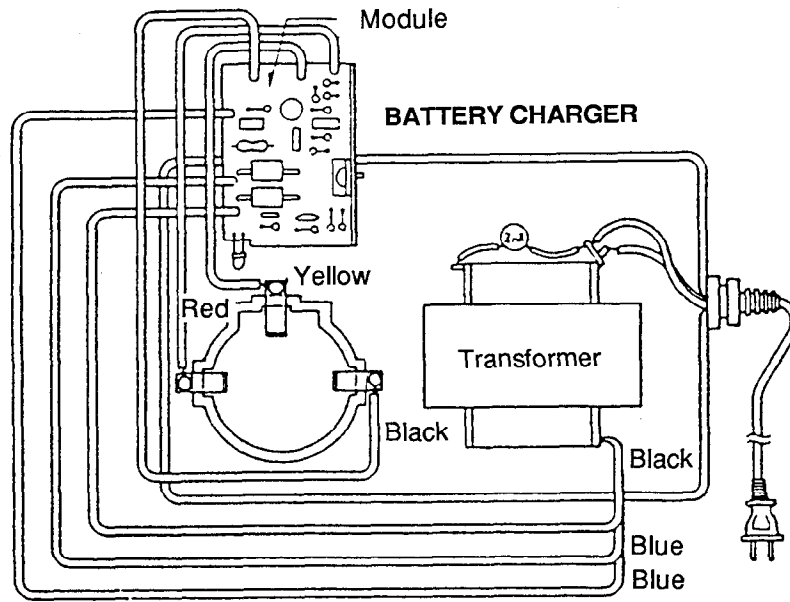 Module
BATTERY CHARGER
Yellow
Red
Transformer
Black
Black
Blue
Blue